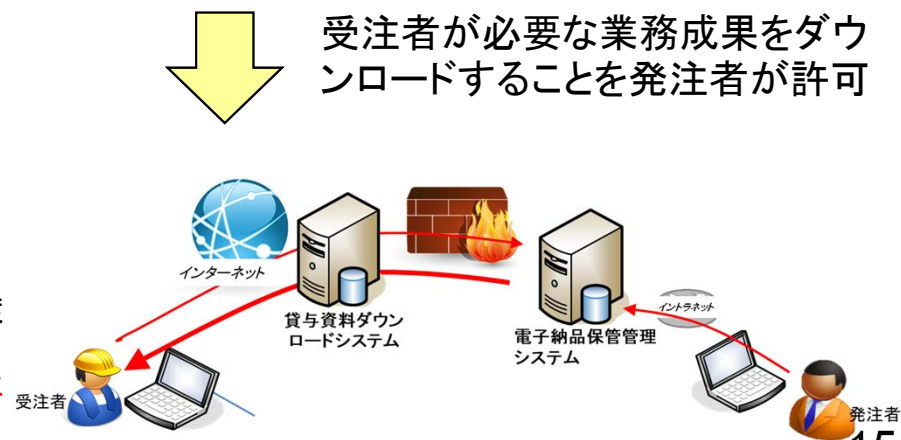 受注者が必要な業務成果をダウ
ンロードすることを発注者が許可
インターネット
貸与資料ダウン
ロードシステム
電子納品保管管理
システム
イントラネット
受注者
発注者
15